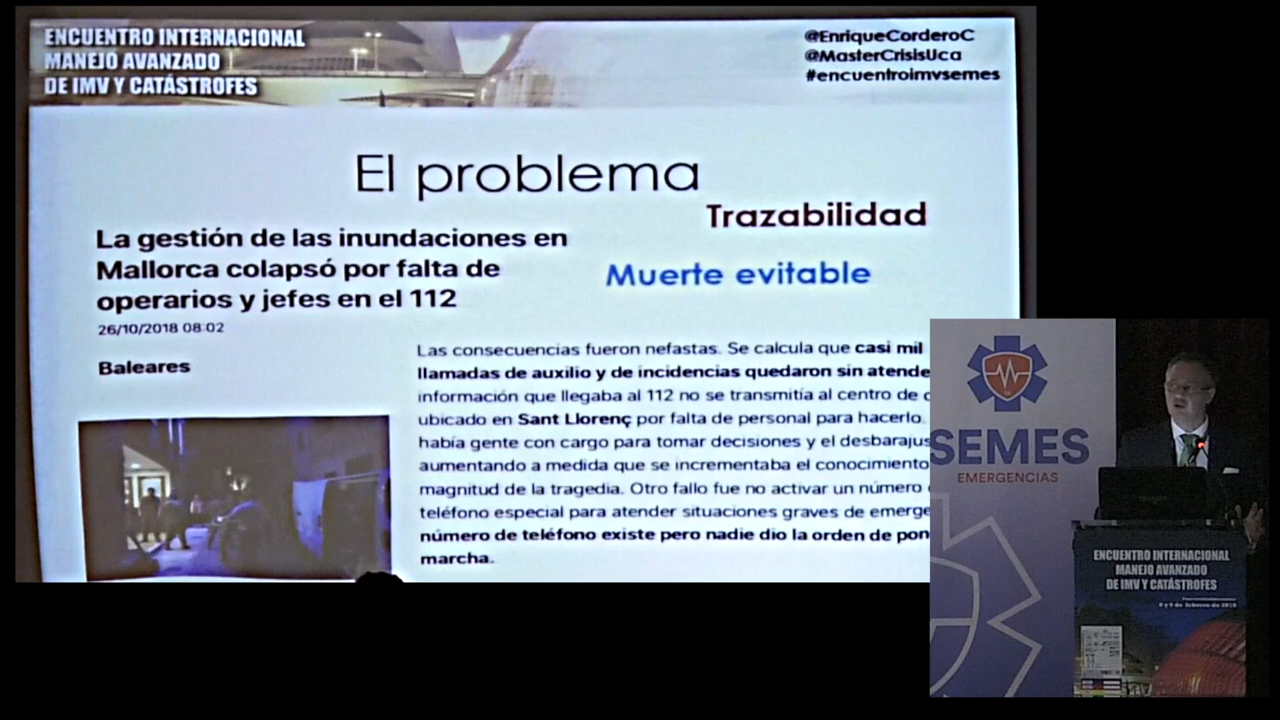 ENCUENTRO INTERNACIONAL
MANEJO AVANZADO
DE IMV Y CATÁSTROFES
@EnriqueCorderoC
@MasterCrisisUca
#encuentroimvsemes
El problema
Trazabilidad
Muerte evitable
La gestión de las inundaciones en
Mallorca colapsó por falta de
operarios y jefes en el 112
26/10/2018 08:02
Baleares
Las consecuencias fueron nefastas. Se calcula que casi mil
llamadas de auxilio y de incidencias quedaron sin atende
información que llegaba al 112 no se transmitía al centro de
ubicado en Sant Llorenç por falta de personal para hacerlo.
había gente con cargo para tomar decisiones y el desbarajus
aumentando a medida que se incrementaba el conocimiento
magnitud de la tragedia. Otro fallo fue no activar un número
teléfono especial para atender situaciones graves de emerge
número de teléfono existe pero nadie dio la orden de pon
marcha.
SEMES
EMERGENCIAS
ENCUENTRO INTERNACIONAL
MANEJO AVANZADO
DE IMV Y CATÁSTROFES
de febrero de 2019